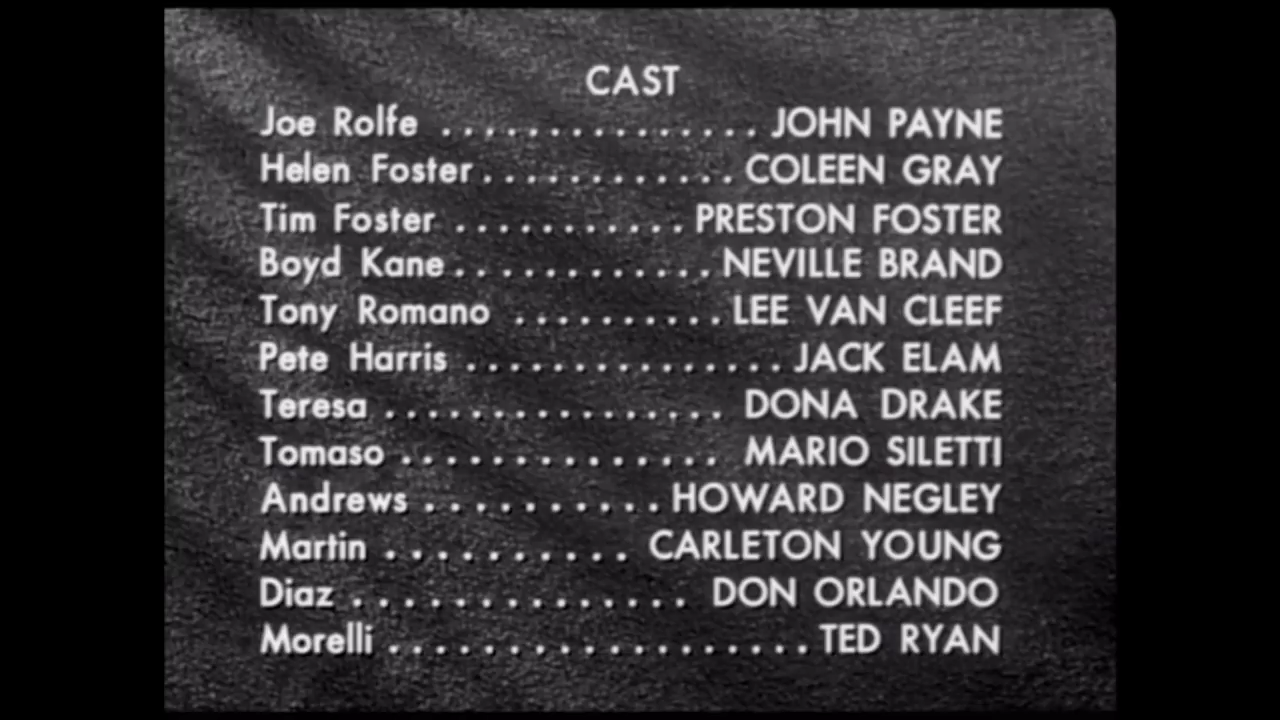 CAST
Joe Rolfe . . . . . . . . . . . . . . . JOHN PAYNE
Helen Foster . . . . . . . . . . . . COLEEN GRAY
Tim Foster . . . . . . . . . . . PRESTON FOSTER
Boyd Kane . . . . . . . . . . . . NEVILLE BRAND
Tony Romano . . . . . . . . . . LEE VAN CLEEF
Pete Harris . . . . . . . . . . . . . . . JACK ELAM
Teresa . . . . . . . . . . . . . . . . DONA DRAKE
Tomaso . . . . . . . . . . . . . . MARIO SILETTI
Andrews . . . . . . . . . . . HOWARD NEGLEY
Martin . . . . . . . . . . . CARLETON YOUNG
Diaz . . . . . . . . . . . . . . . . DON ORLANDO
Morelli . . . . . . . . . . . . . . . . . . TED RYAN